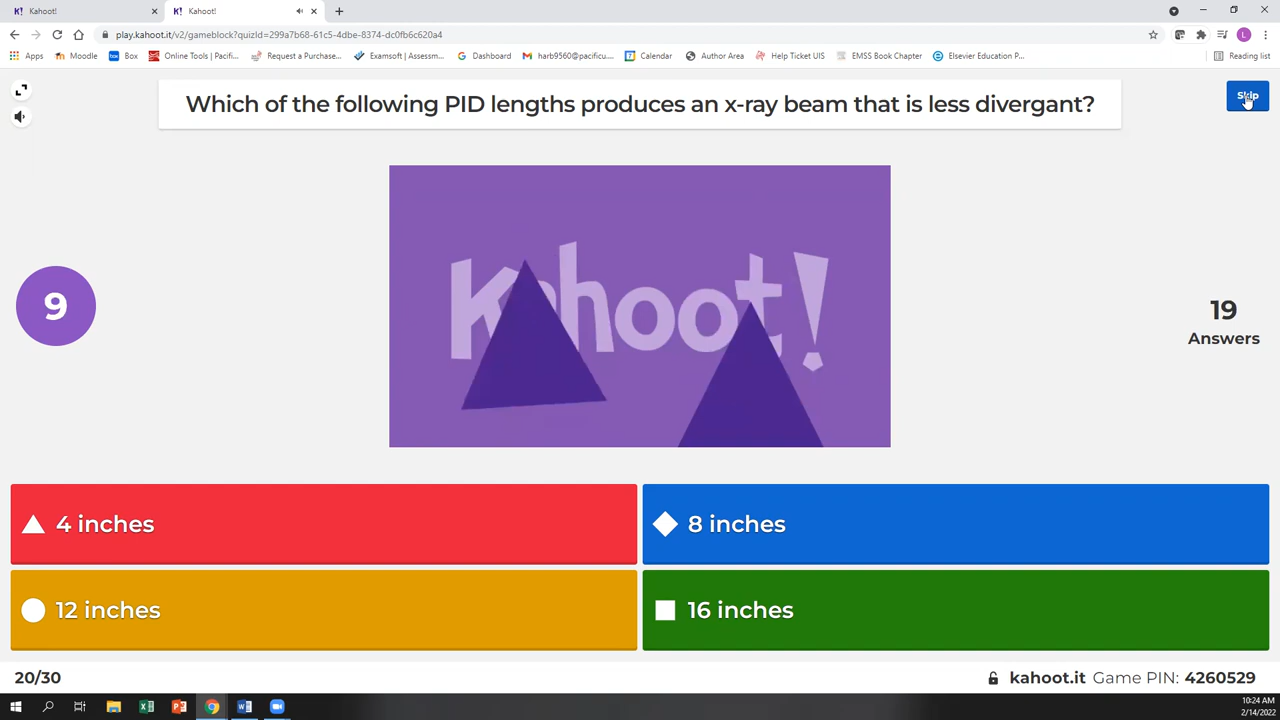 Kahoot!
Kahoot!
play.kahoot.it/v2/gameblock?quizId=299a7b68-61c5-4dbe-8374-dc0fb6c620a4
Apps Moodle Box Online Tools | Pacifi... Request a Purchase... Examsoft | Assessm... Dashboard harb9560@pacificu... Calendar Author Area Help Ticket UIS EMSS Book Chapter Elsevier Education P... Reading list
Which of the following PID lengths produces an x-ray beam that is less divergant?
Skip
Kahoot!
9
19
Answers
4 inches
8 inches
12 inches
16 inches
20/30
kahoot.it Game PIN: 4260529
10:24 AM
2/14/2022